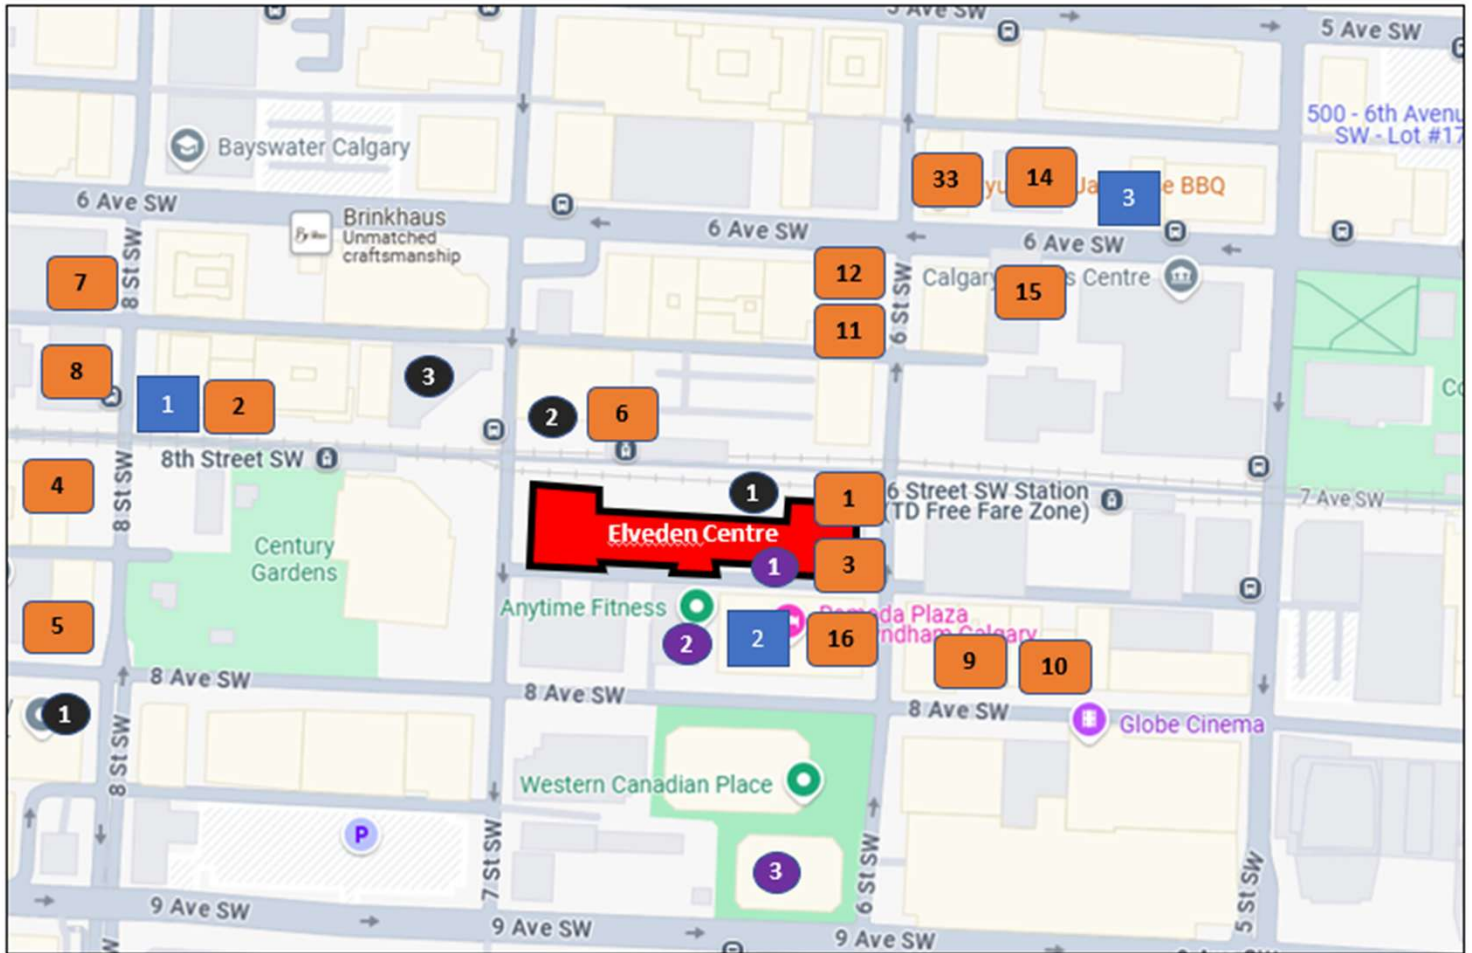 5 Ave SW
5 Ave SW
500 - 6th Avenu
SW - Lot #17
Bayswater Calgary
33
14
3
BBQ
6 Ave SW
Brinkhaus
Unmatched
craftsmanship
6 Ave SW
6 Ave SW
7
8 St SW
12
11
6 St SW
Calgary
15
s Centre
8
1
2
3
2
6
8th Street SW
4
8 St SW
1
1
6 Street SW Station
(TD Free Fare Zone)
7 Ave SW
Elveden Centre
Century
Gardens
1
3
Anytime Fitness
Ramada Plaza
ndham Calgary
5
2
2
16
9
10
8 Ave SW
8 Ave SW
8 Ave SW
1
8 St SW
Globe Cinema
Western Canadian Place
P
7 St SW
3
6 St SW
5 St SW
9 Ave SW
9 Ave SW
9 Ave SW